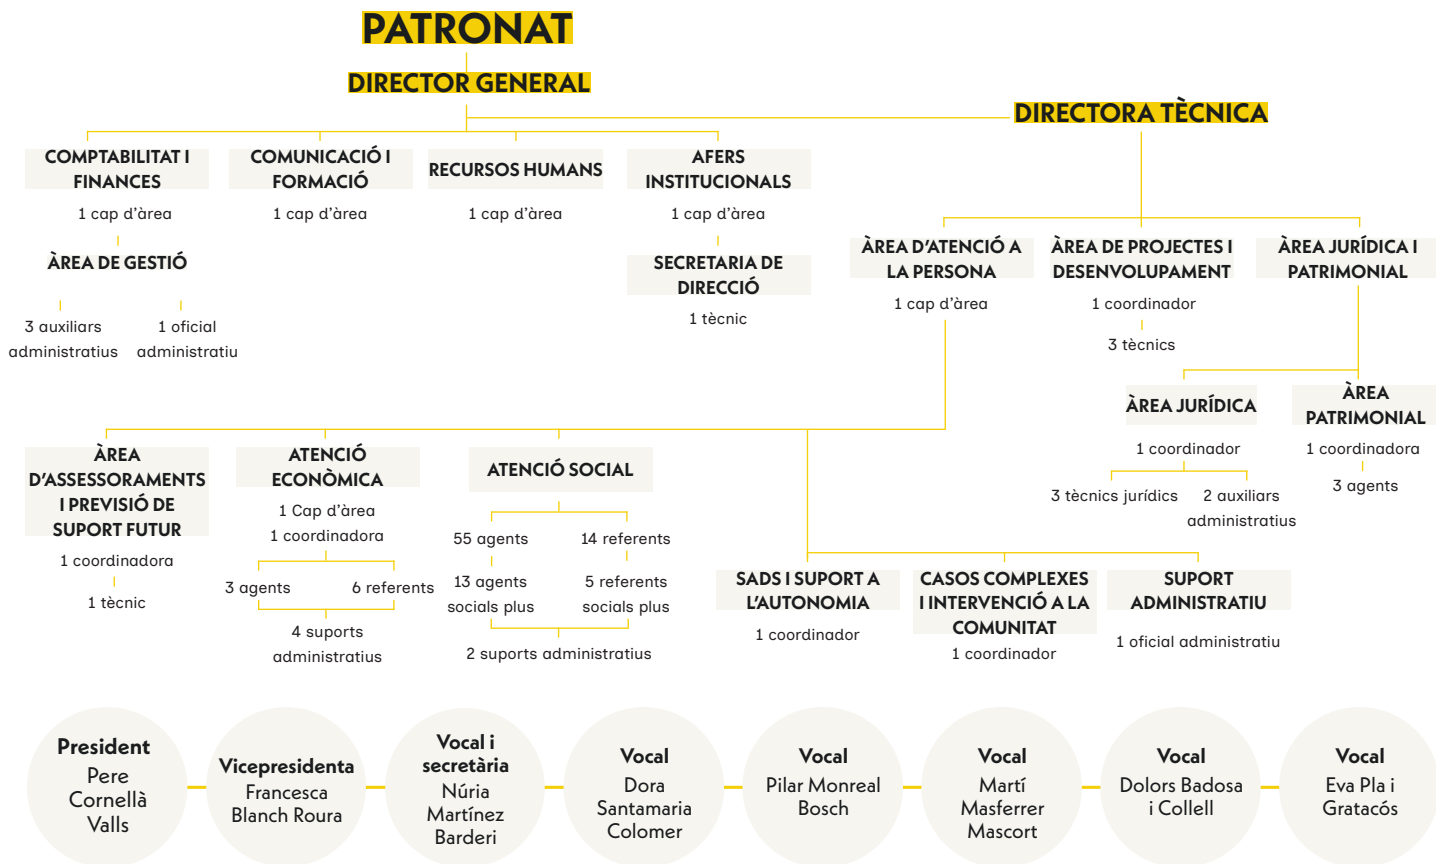 PATRONAT
DIRECTOR GENERAL
DIRECTORA TÈCNICA
COMPTABILITAT I
FINANCES
1 cap d'àrea
ÀREA DE GESTIÓ
3 auxiliars
administratius
1 oficial
administratiu
COMUNICACIÓ I
FORMACIÓ
1 cap d'àrea
RECURSOS HUMANS
1 cap d'àrea
AFERS
INSTITUCIONALS
1 cap d'àrea
SECRETARIA DE
DIRECCIÓ
1 tècnic
ÀREA D'ATENCIÓ A
LA PERSONA
1 cap d'àrea
ÀREA DE PROJECTES I
DESENVOLUPAMENT
1 coordinador
3 tècnics
ÀREA JURÍDICA I
PATRIMONIAL
ÀREA JURÍDICA
1 coordinador
3 tècnics jurídics
2 auxiliars
administratius
ÀREA
PATRIMONIAL
1 coordinadora
3 agents
ÀREA
D'ASSESSORAMENTS
I PREVISIÓ DE
SUPORT FUTUR
1 coordinadora
1 tècnic
ATENCIÓ
ECONÒMICA
1 Cap d'àrea
1 coordinadora
3 agents
6 referents
4 suports
administratius
ATENCIÓ SOCIAL
55 agents
14 referents
13 agents
socials plus
5 referents
socials plus
2 suports administratius
SADS I SUPORT A
L'AUTONOMIA
1 coordinador
CASOS COMPLEXES
I INTERVENCIÓ A LA
COMUNITAT
1 coordinador
SUPORT
ADMINISTRATIU
1 oficial administratiu
President
Pere
Cornellà
Valls
Vicepresidenta
Francesca
Blanch Roura
Vocal i
secretària
Núria
Martínez
Barderi
Vocal
Dora
Santamaria
Colomer
Vocal
Pilar Monreal
Bosch
Vocal
Martí
Masferrer
Mascort
Vocal
Dolors Badosa
i Collell
Vocal
Eva Pla i
Gratacós